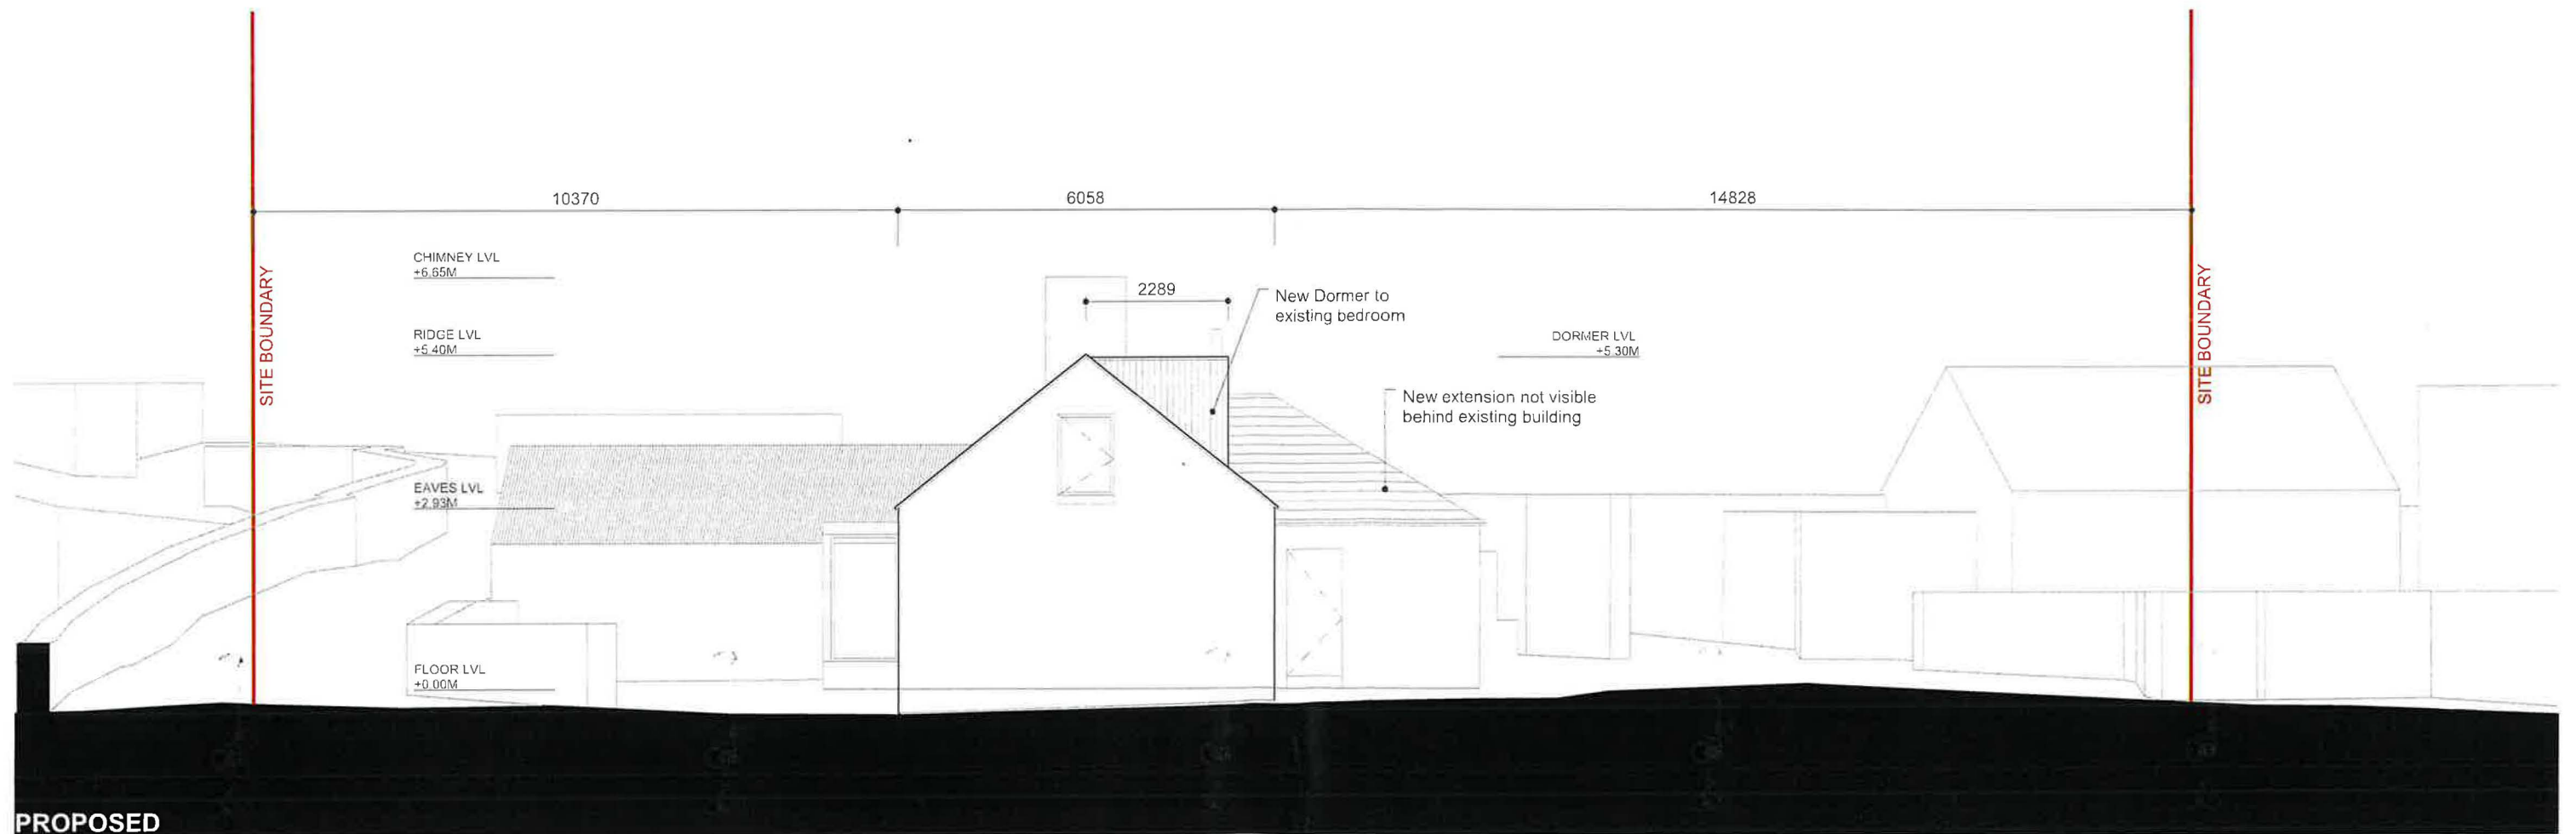 10370
6058
14828
CHIMNEY LVL
+6.65M
SITE BOUNDARY
2289
New Dormer to
existing bedroom
SITE BOUNDARY
RIDGE LVL
+5.40M
DORMER LVL
+5.30M
New extension not visible
behind existing building
EAVES LVL
+2.93M
FLOOR LVL
+0.00M
PROPOSED